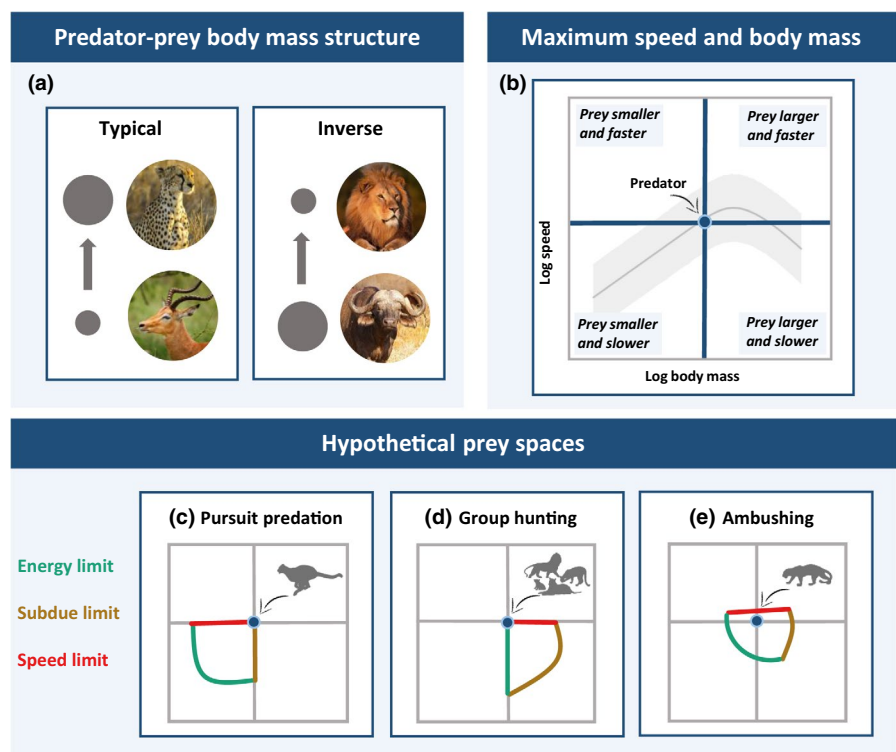 Predator-prey body mass structure
(a)
Typical
Inverse
Maximum speed and body mass
(b)
Prey smaller
and faster
Prey larger
and faster
Predator
Log speed
Prey smaller
and slower
Prey larger
and slower
Log body mass
Hypothetical prey spaces
Energy limit
Subdue limit
Speed limit
(c) Pursuit predation
(d) Group hunting
(e) Ambushing